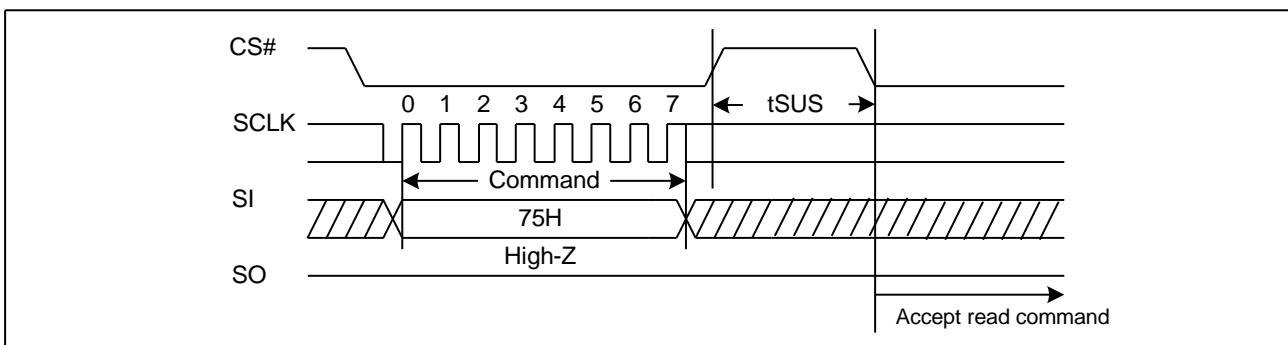 CS#
0 1 2 3 4 5 6 7
tSUS
SCLK
Command
SI
75H
High-Z
SO
Accept read command